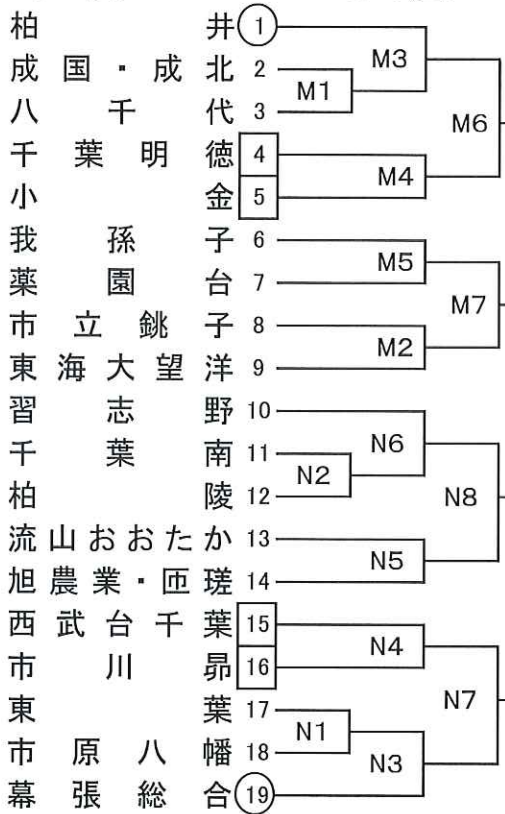 柏井 1
成国・成北 2
八千代 3
千葉明徳 4
小金 5
我孫子 6
薬園台 7
市立銚子 8
東海大望洋 9
習志野 10
千葉南 11
柏陵 12
流山おおたか 13
旭農業・匝瑳 14
西武台千葉 15
市川昴 16
東葉 17
市原八幡 18
幕張総合 19
M3
M1
M6
M4
M5
M7
M2
N6
N2
N8
N5
N4
N7
N1
N3